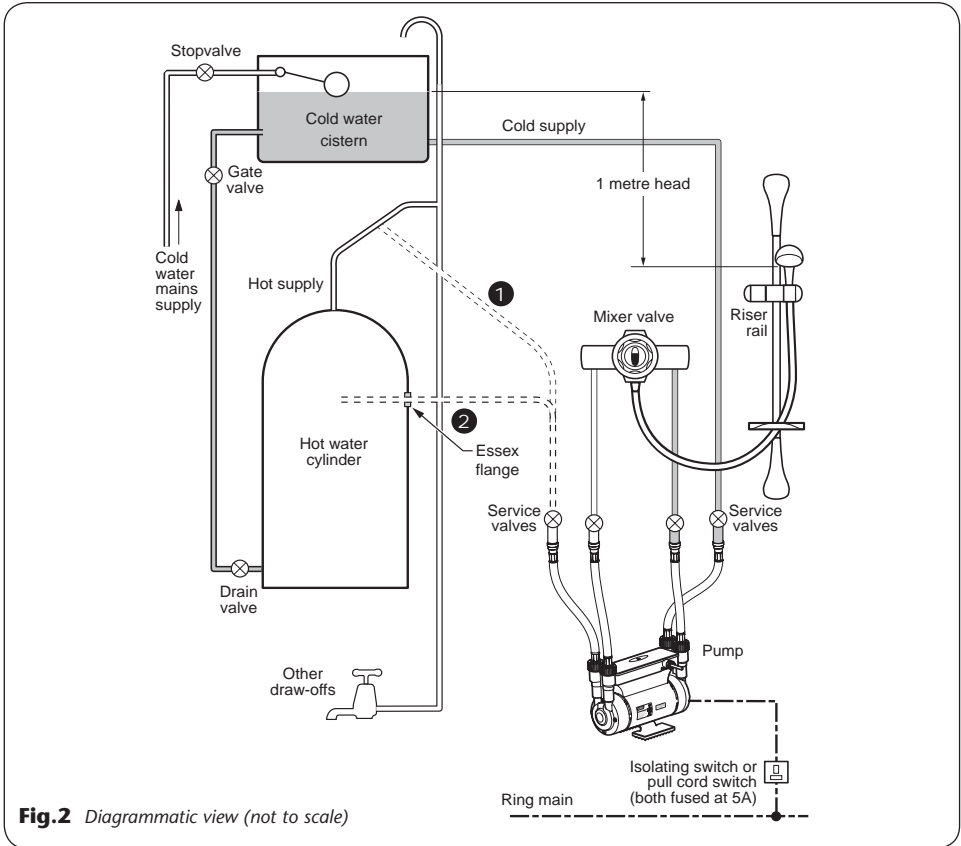 Stopvalve
Cold water
cistern
Cold supply
1 metre head
Gate
valve
Cold
water
mains
supply
Hot supply
1
Mixer valve
Riser
rail
2
Essex
flange
Hot water
cylinder
Service
valves
Service
valves
Drain
valve
Pump
Other
draw-offs
Isolating switch or
pull cord switch
(both fused at 5A)
Ring main
Fig.2 Diagrammatic view (not to scale)